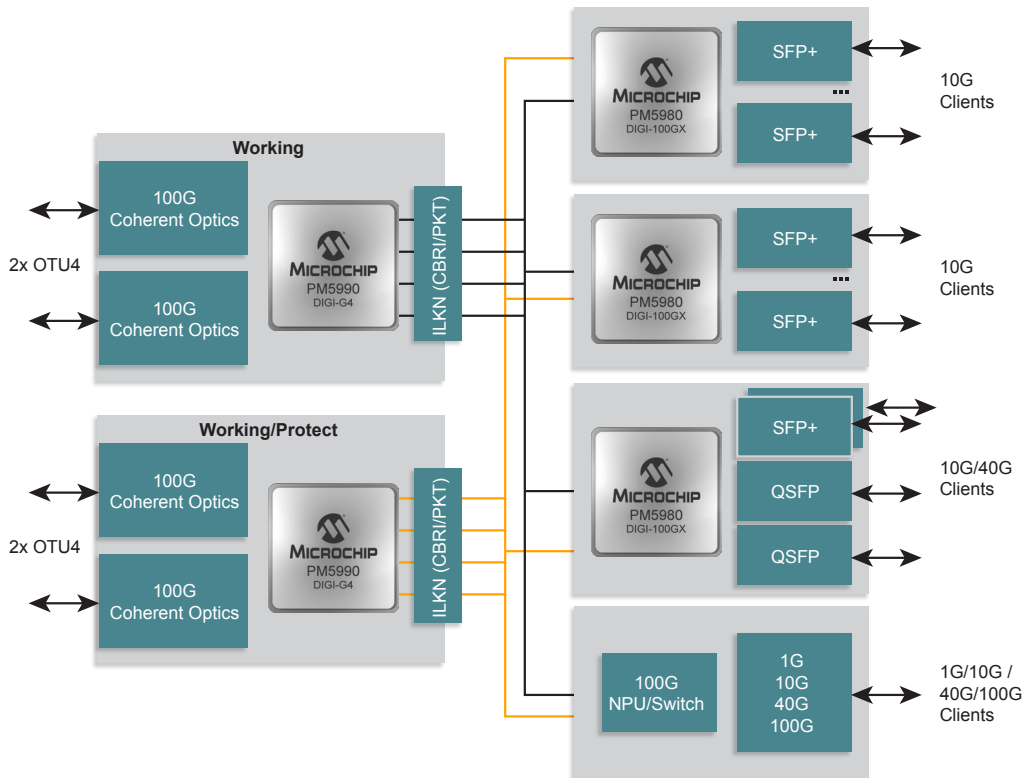 Working
100G
Coherent Optics
2x OTU4
100G
Coherent Optics
MICROCHIP
PM5990
DIGI-G4
ILKN (CBRI/PKT)
Working/Protect
100G
Coherent Optics
2x OTU4
100G
Coherent Optics
MICROCHIP
PM5990
DIGI-G4
ILKN (CBRI/PKT)
MICROCHIP
PM5980
DIGI-100GX
SFP+
SFP+
10G
Clients
MICROCHIP
PM5980
DIGI-100GX
SFP+
SFP+
10G
Clients
MICROCHIP
PM5980
DIGI-100GX
SFP+
QSFP
QSFP
10G/40G
Clients
100G
NPU/Switch
1G
10G
40G
100G
1G/10G /
40G/100G
Clients